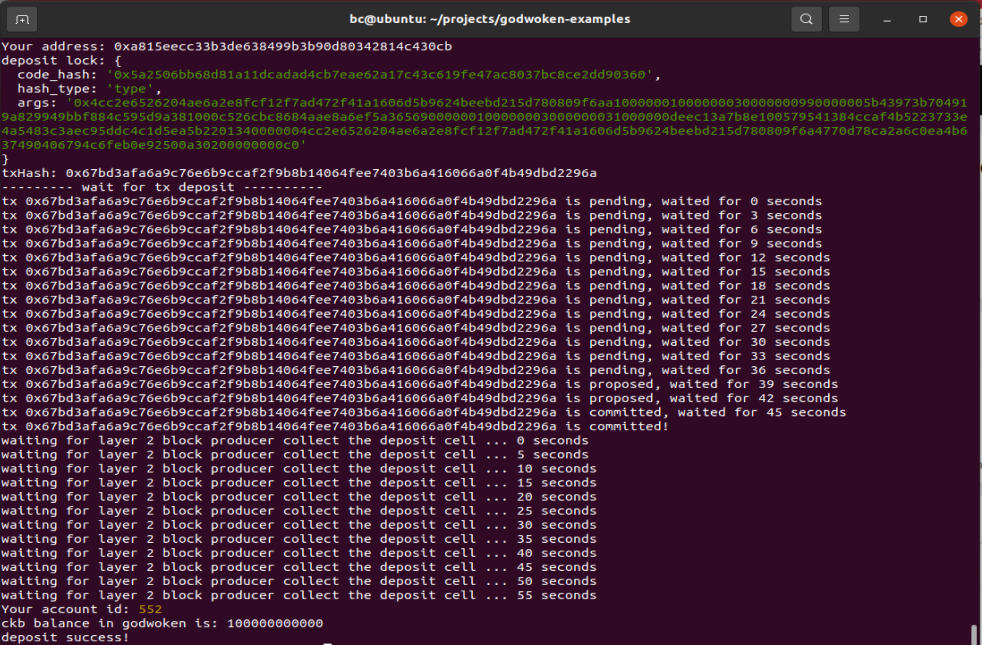 bc@ubuntu: ~/projects/godwoken-examples
Your address: 0xa815eecc33b3de638499b3b90d80342814c430cb
deposit lock: {
  code_hash: '0x5a2506bb68d81a11dcadad4cb7eae62a17c43c619fe47ac8037bc8ce2dd90360',
  hash_type: 'type',
  args: '0x4cc2e6526204ae6a2e8fcf12f7ad472f41a1606d5b9624beebd215d780809f6aa10000001000000030000000990000005b43973b704919
9a829949bbf884c595d9a381000c526cbc8684aae8a6ef5a3656900000010000000300000031000000deec13a7b8e100579541384ccaf4b5223733e
4a5483c3aec95ddc4c1d5ea5b2201340000004cc2e6526204ae6a2e8fcf12f7ad472f41a1606d5b9624beebd215d780809f6a4770d78ca2a6c0ea4b6
37490406794c6feb0e92500a30200000000c0'
}
txHash: 0x67bd3afa6a9c76e6b9ccaf2f9b8b14064fee7403b6a416066a0f4b49dbd2296a
--------- wait for tx deposit ----------
tx 0x67bd3afa6a9c76e6b9ccaf2f9b8b14064fee7403b6a416066a0f4b49dbd2296a is pending, waited for 0 seconds
tx 0x67bd3afa6a9c76e6b9ccaf2f9b8b14064fee7403b6a416066a0f4b49dbd2296a is pending, waited for 3 seconds
tx 0x67bd3afa6a9c76e6b9ccaf2f9b8b14064fee7403b6a416066a0f4b49dbd2296a is pending, waited for 6 seconds
tx 0x67bd3afa6a9c76e6b9ccaf2f9b8b14064fee7403b6a416066a0f4b49dbd2296a is pending, waited for 9 seconds
tx 0x67bd3afa6a9c76e6b9ccaf2f9b8b14064fee7403b6a416066a0f4b49dbd2296a is pending, waited for 12 seconds
tx 0x67bd3afa6a9c76e6b9ccaf2f9b8b14064fee7403b6a416066a0f4b49dbd2296a is pending, waited for 15 seconds
tx 0x67bd3afa6a9c76e6b9ccaf2f9b8b14064fee7403b6a416066a0f4b49dbd2296a is pending, waited for 18 seconds
tx 0x67bd3afa6a9c76e6b9ccaf2f9b8b14064fee7403b6a416066a0f4b49dbd2296a is pending, waited for 21 seconds
tx 0x67bd3afa6a9c76e6b9ccaf2f9b8b14064fee7403b6a416066a0f4b49dbd2296a is pending, waited for 24 seconds
tx 0x67bd3afa6a9c76e6b9ccaf2f9b8b14064fee7403b6a416066a0f4b49dbd2296a is pending, waited for 27 seconds
tx 0x67bd3afa6a9c76e6b9ccaf2f9b8b14064fee7403b6a416066a0f4b49dbd2296a is pending, waited for 30 seconds
tx 0x67bd3afa6a9c76e6b9ccaf2f9b8b14064fee7403b6a416066a0f4b49dbd2296a is pending, waited for 33 seconds
tx 0x67bd3afa6a9c76e6b9ccaf2f9b8b14064fee7403b6a416066a0f4b49dbd2296a is pending, waited for 36 seconds
tx 0x67bd3afa6a9c76e6b9ccaf2f9b8b14064fee7403b6a416066a0f4b49dbd2296a is proposed, waited for 39 seconds
tx 0x67bd3afa6a9c76e6b9ccaf2f9b8b14064fee7403b6a416066a0f4b49dbd2296a is proposed, waited for 42 seconds
tx 0x67bd3afa6a9c76e6b9ccaf2f9b8b14064fee7403b6a416066a0f4b49dbd2296a is committed, waited for 45 seconds
tx 0x67bd3afa6a9c76e6b9ccaf2f9b8b14064fee7403b6a416066a0f4b49dbd2296a is committed!
waiting for layer 2 block producer collect the deposit cell ... 0 seconds
waiting for layer 2 block producer collect the deposit cell ... 5 seconds
waiting for layer 2 block producer collect the deposit cell ... 10 seconds
waiting for layer 2 block producer collect the deposit cell ... 15 seconds
waiting for layer 2 block producer collect the deposit cell ... 20 seconds
waiting for layer 2 block producer collect the deposit cell ... 25 seconds
waiting for layer 2 block producer collect the deposit cell ... 30 seconds
waiting for layer 2 block producer collect the deposit cell ... 35 seconds
waiting for layer 2 block producer collect the deposit cell ... 40 seconds
waiting for layer 2 block producer collect the deposit cell ... 45 seconds
waiting for layer 2 block producer collect the deposit cell ... 50 seconds
waiting for layer 2 block producer collect the deposit cell ... 55 seconds
Your account id: 552
ckb balance in godwoken is: 100000000000
deposit success!